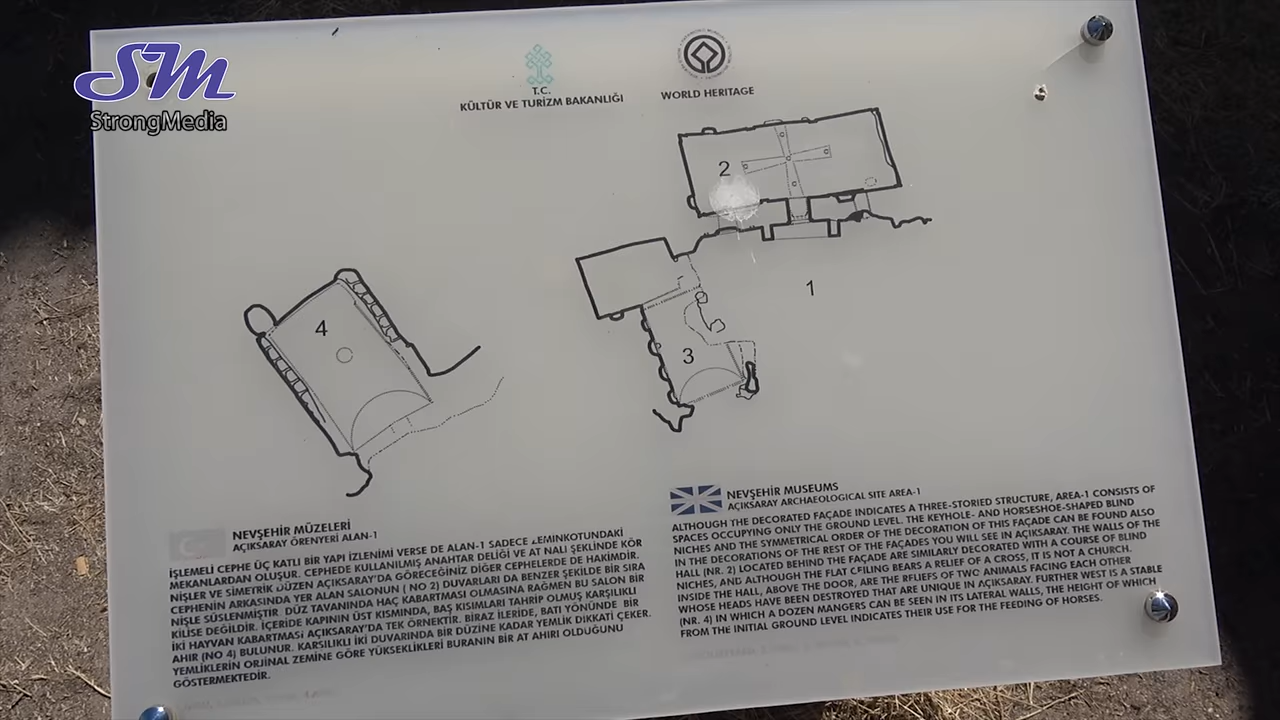 SM
StrongMedia
T.C.
KÜLTÜR VE TURİZM BAKANLIĞI
WORLD HERITAGE
2
1
4
3
NEVŞEHİR MÜZELERİ
AÇIKSARAY ÖRENYERİ ALAN-1
İŞLEMELİ CEPHE ÜÇ KATLI BİR YAPI İZLENİMİ VERSE DE ALAN-1 SADECE ZEMINKOTUNDAKİ
MEKANLARDAN OLUŞUR. CEPHEDE KULLANILMIŞ ANAHTAR DELİĞİ VE AT NALI ŞEKLİNDE KÖR
NİŞLER VE SİMETRİK DÜZEN AÇIKSARAY'DA GÖRECEĞİNİZ DİĞER CEPHELERDE DE HAKİMDİR.
CEPHENİN ARKASINDA YER ALAN SALONUN ( NO 2) DUVARLARI DA BENZER ŞEKİLDE BİR SIRA
NİŞLE SÜSLENMİŞTİR. DÜZ TAVANINDA HAÇ KABARTMASI OLMASINA RAĞMEN BU SALON BİR
KİLİSE DEĞİLDİR. İÇERİDE KAPININ ÜST KISMINDA, BAŞ KISIMLARI TAHRİP OLMUŞ KARŞILIKLI
İKİ HAYVAN KABARTMASI AÇIKSARAY'DA TEK ÖRNEKTİR. BİRAZ İLERİDE, BATI YÖNÜNDE BİR
AHIR (NO 4) BULUNUR. KARSILIKLI İKİ DUVARINDA BİR DÜZİNE KADAR YEMLİK DIKKATİ ÇEKER.
YEMLİKLERİN ORJİNAL ZEMİNE GÖRE YÜKSEKLİKLERİ BURANIN BİR AT AHIRI OLDUĞUNU
GÖSTERMEKTEDİR.
NEVŞEHİR MUSEUMS
AÇIKSARAY ARCHAEOLOGICAL SITE AREA-1
ALTHOUGH THE DECORATED FAÇADE INDICATES A THREE-STORIED STRUCTURE, AREA-1 CONSISTS OF
SPACES OCCUPYING ONLY THE GROUND LEVEL. THE KEYHOLE- AND HORSESHOE-SHAPED BLIND
NICHES AND THE SYMMETRICAL ORDER OF THE DECORATION OF THIS FAÇADE CAN BE FOUND ALSO
IN THE DECORATIONS OF THE REST OF THE FAÇADES YOU WILL SEE IN AÇIKSARAY. THE WALLS OF THE
HALL (NR. 2) LOCATED BEHIND THE FAÇADE ARE SIMILARLY DECORATED WITH A COURSE OF BLIND
NICHES, AND ALTHOUGH THE FLAT CFILING BEARS A RELIEF OF A CROSS, IT IS NOT A CHURCH.
INSIDE THE HALL, ABOVE THE DOOR, ARE THE RFLIEFS OF TWO ANIMALS FACING EACH OTHER
WHOSE HEADS HAVE BEEN DESTROYED THAT ARE UNIQUE IN AÇIKSARAY. FURTHER WEST IS A STABLE
(NR. 4) IN WHICH A DOZEN MANGERS CAN BE SEEN IN ITS LATERAL WALLS, THE HEIGHT OF WHICH
FROM THE INITIAL GROUND LEVEL INDICATES THEIR USE FOR THE FEEDING OF HORSES.